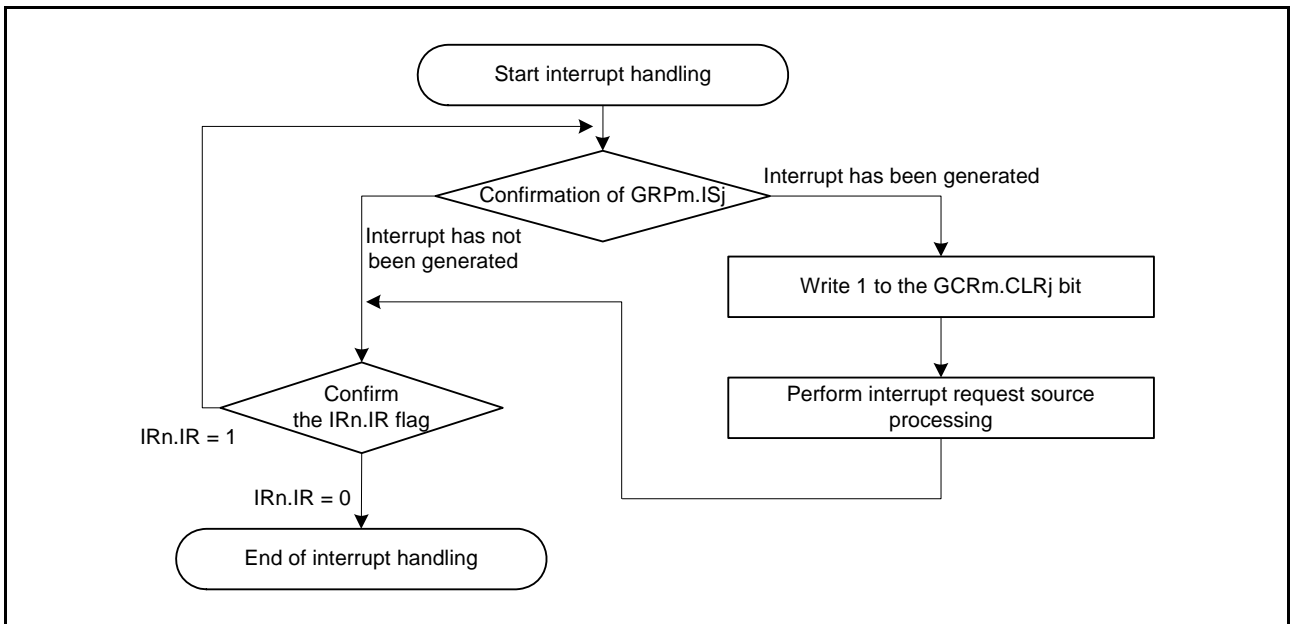 Start interrupt handling
Interrupt has been generated
Confirmation of GRPm.ISj
Interrupt has not
been generated
Write 1 to the GCRm.CLRj bit
Confirm
the IRn.IR flag
Perform interrupt request source
processing
IRn.IR = 1
IRn.IR = 0
End of interrupt handling